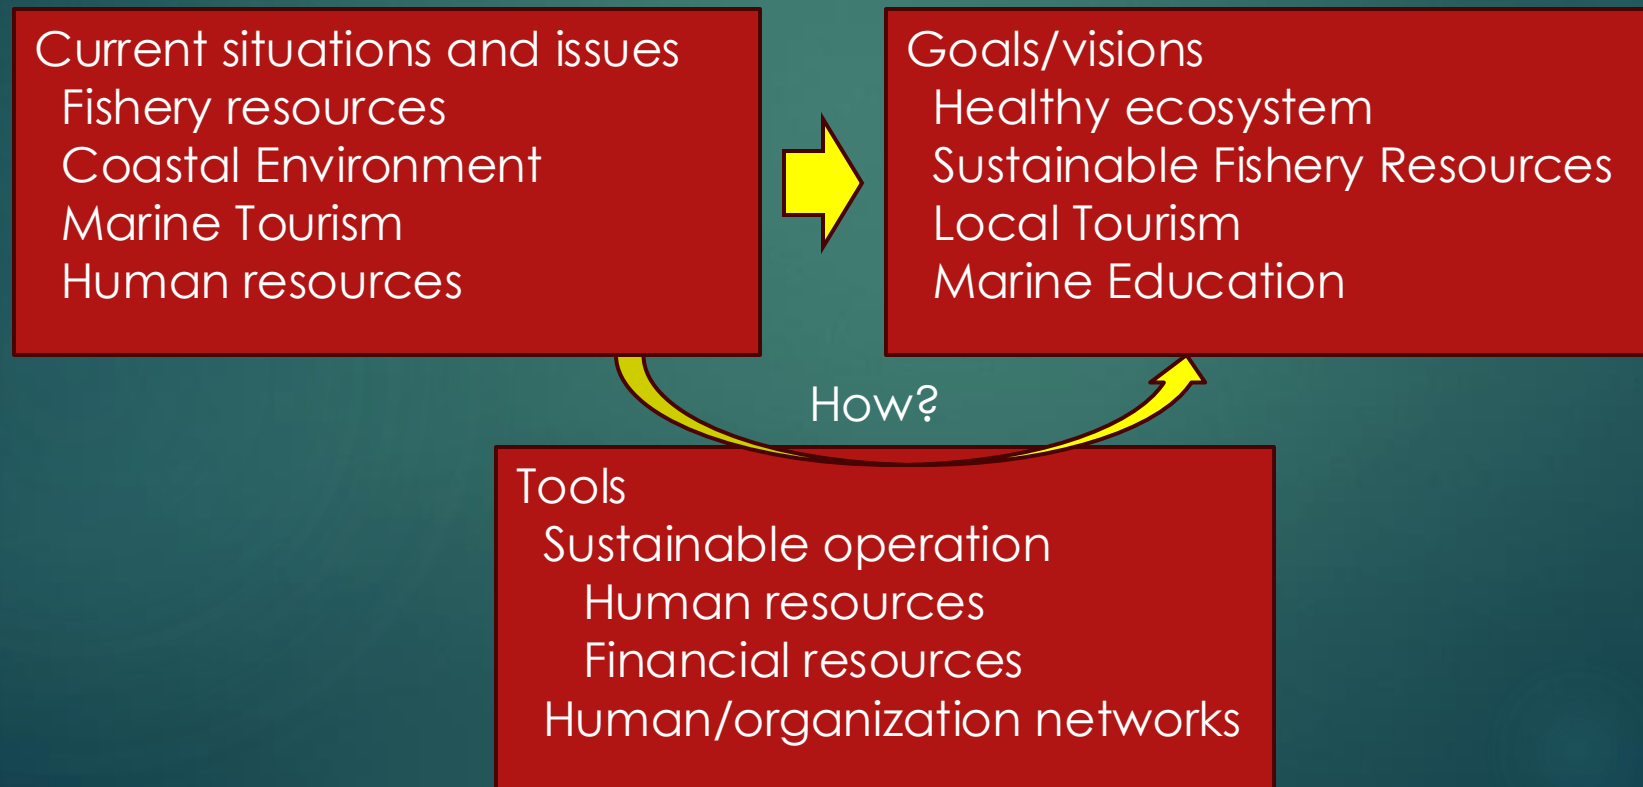 Current situations and issues
Fishery resources
Coastal Environment
Marine Tourism
Human resources
Goals/visions
Healthy ecosystem
Sustainable Fishery Resources
Local Tourism
Marine Education
How?
Tools
Sustainable operation
Human resources
Financial resources
Human/organization networks